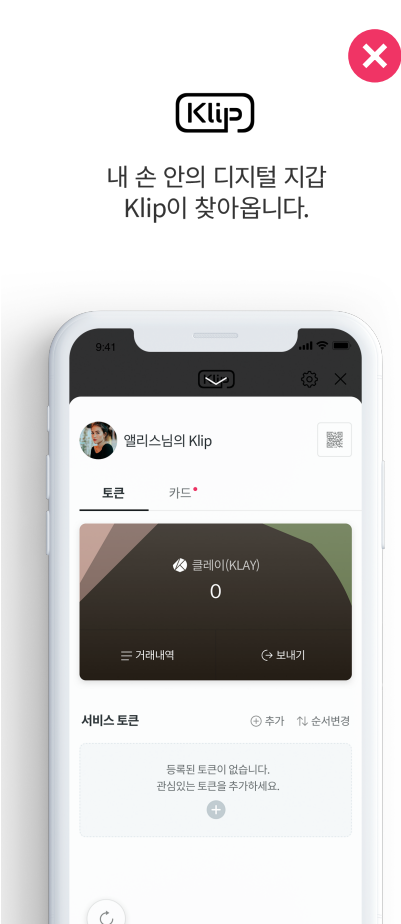 Klip
내 손 안의 디지털 지갑
Klip이 찾아옵니다.
9:41
Klip
앨리스님의 Klip
토큰 카드
클레이(KLAY)
0
거래내역 보내기
서비스 토큰 추가 순서변경
등록된 토큰이 없습니다.
관심있는 토큰을 추가하세요.